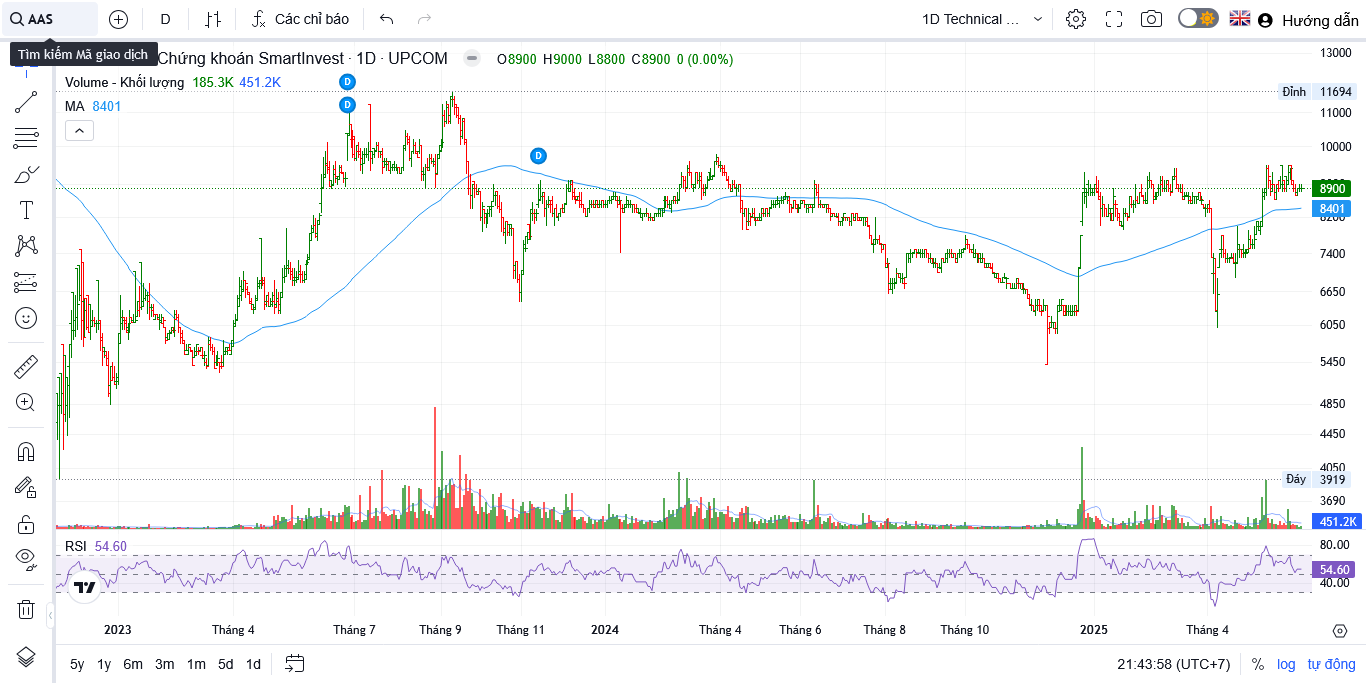 AAS
D
Các chỉ báo
1D Technical ...
Hướng dẫn
Tìm kiếm Mã giao dịch
Chứng khoán SmartInvest · 1D · UPCOM
O8900 H9000 L8800 C8900 0 (0.00%)
Volume - Khối lượng 185.3K 451.2K
MA 8401
D
D
D
13000
Đỉnh 11694
11000
10000
8900
8401
8200
7400
6650
6050
5450
4850
4450
4050
Đáy 3919
3690
451.2K
RSI 54.60
80.00
54.60
40.00
2023
Tháng 4
Tháng 7
Tháng 9
Tháng 11
2024
Tháng 4
Tháng 6
Tháng 8
Tháng 10
2025
Tháng 4
5y 1y 6m 3m 1m 5d 1d
21:43:58 (UTC+7)
% log tự động